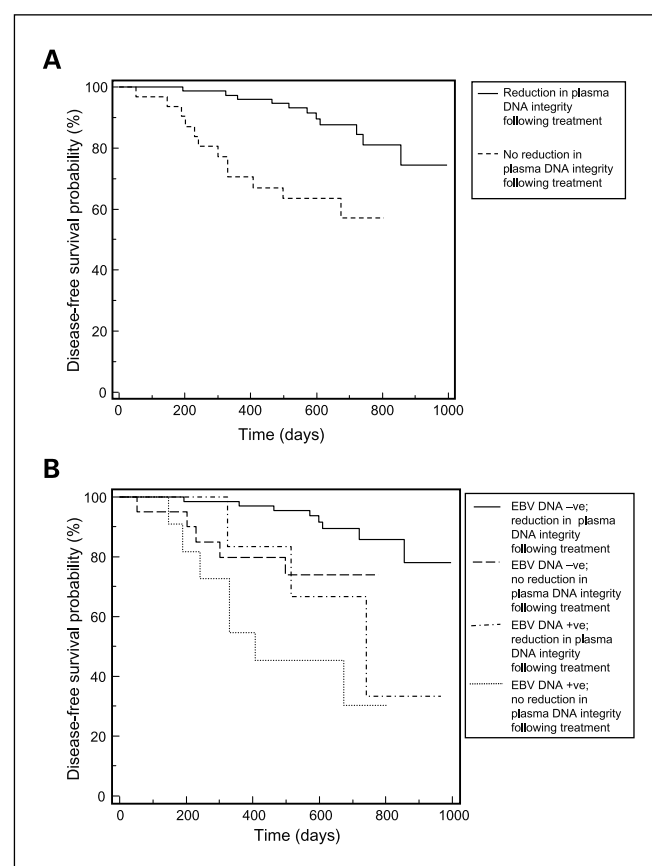 A
100
80
60
40
20
0
Disease-free survival probability (%)
0 200 400 600 800 1000
Time (days)
Reduction in plasma
DNA integrity
following treatment
No reduction in
plasma DNA integrity
following treatment
B
100
80
60
40
20
0
Disease-free survival probability (%)
0 200 400 600 800 1000
Time (days)
EBV DNA –ve;
reduction in plasma
DNA integrity
following treatment
EBV DNA –ve;
no reduction in
plasma DNA integrity
following treatment
EBV DNA +ve;
reduction in plasma
DNA integrity
following treatment
EBV DNA +ve;
no reduction in
plasma DNA integrity
following treatment